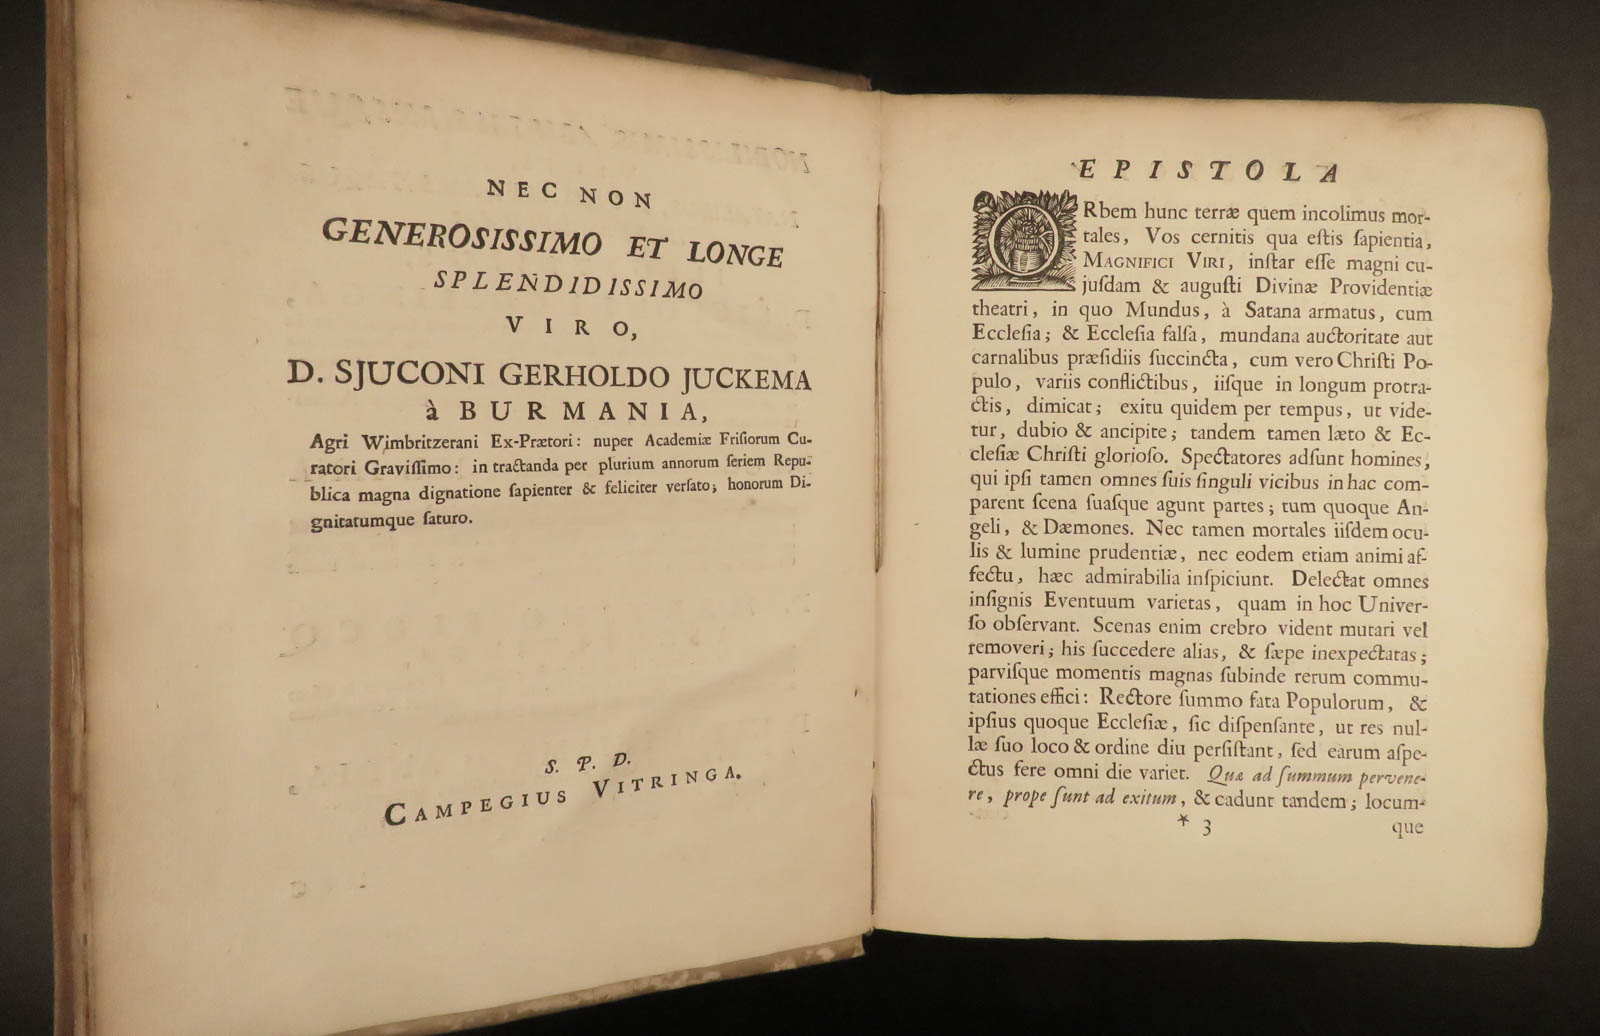 NEC NON
GENEROSISSIMO ET LONGE
SPLENDIDISSIMO
VIRO,
D. SJUCONI GERHOLDO JUCKEMA
à BURMANIA,
Agri Wimbritzerani Ex-Prætori: nuper Academiæ Friſiorum Cu-
ratori Graviſſimo: in tractanda per plurium annorum ſeriem Repu-
blica magna dignatione ſapienter & feliciter verſato; honorum Di-
gnitatumque ſaturo.
S. P. D.
CAMPEGIUS VITRINGA.
EPISTOLA
ORbem hunc terræ quem incolimus mor-
tales, Vos cernitis qua eſtis ſapientia,
MAGNIFICI VIRI, inſtar eſſe magni cu-
juſdam & auguſti Divinæ Providentiæ
theatri, in quo Mundus, à Satana armatus, cum
Eccleſia; & Eccleſia falſa, mundana auctoritate aut
carnalibus præſidiis ſuccincta, cum vero Chriſti Po-
pulo, variis conflictibus, iiſque in longum protra-
ctis, dimicat; exitu quidem per tempus, ut vide-
tur, dubio & ancipite; tandem tamen læto & Ec-
cleſiæ Chriſti glorioſo. Spectatores adſunt homines,
qui ipſi tamen omnes ſuis ſinguli vicibus in hac com-
parent ſcena ſuaſque agunt partes; tum quoque An-
geli, & Dæmones. Nec tamen mortales iiſdem ocu-
lis & lumine prudentiæ, nec eodem etiam animi af-
fectu, hæc admirabilia inſpiciunt. Delectat omnes
inſignis Eventuum varietas, quam in hoc Univer-
ſo obſervant. Scenas enim crebro vident mutari vel
removeri; his ſuccedere alias, & ſæpe inexpectatas;
parviſque momentis magnas ſubinde rerum commu-
tationes effici: Rectore ſummo fata Populorum, &
ipſius quoque Eccleſiæ, ſic diſpenſante, ut res nul-
læ ſuo loco & ordine diu perſiſtant, ſed earum aſpe-
ctus fere omni die variet. Quæ ad ſummum pervene-
re, prope ſunt ad exitum, & cadunt tandem; locum-
* 3 que